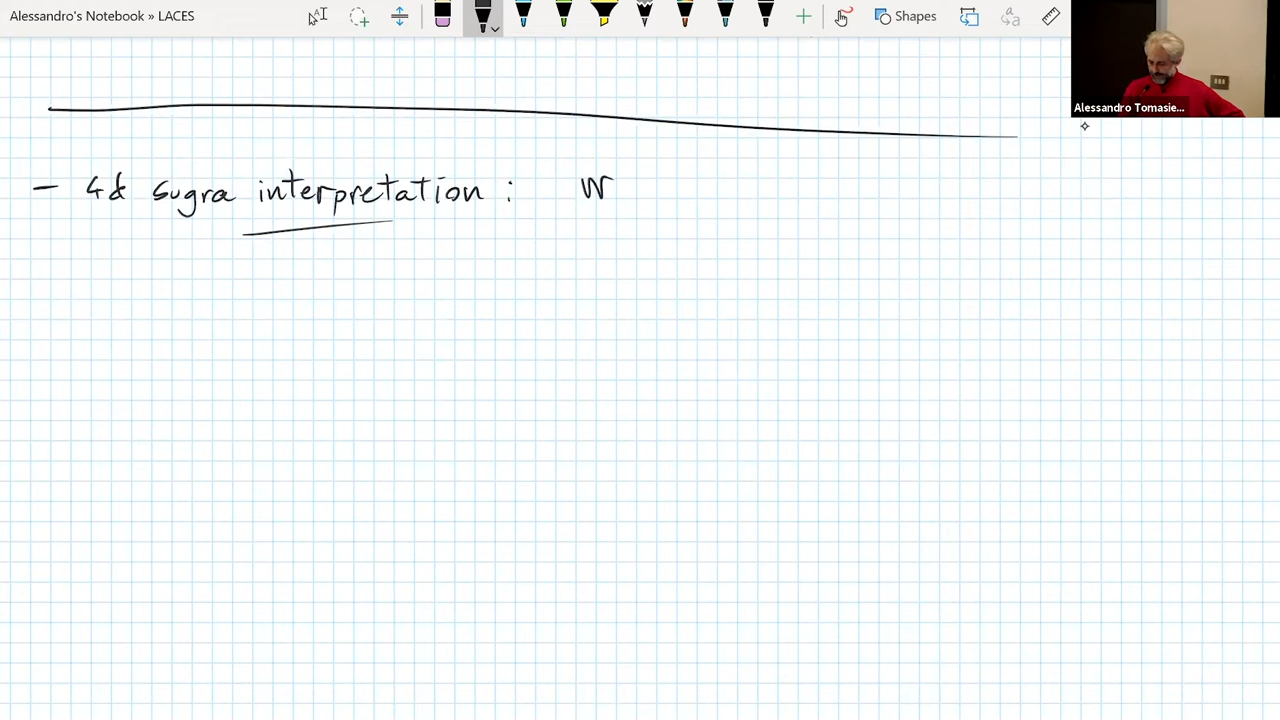 Alessandro's Notebook » LACES
Shapes
Alessandro Tomasie...
— 4d sugra interpretation : W